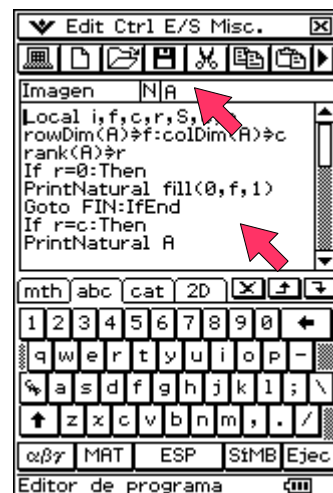 Edit Ctrl E/S Misc.
Imagen N A
Local i,f,c,r,S,
rowDim(A)⇒f:colDim(A)⇒c
rank(A)⇒r
If r=0:Then
PrintNatural fill(0,f,1)
Goto FIN:IfEnd
If r=c:Then
PrintNatural A
mth abc cat 2D
1 2 3 4 5 6 7 8 9 0
q w e r t y u i o p -
a s d f g h j k l ; \
z x c v b n m , . /
αβγ MAT ESP SíMB Ejec
Editor de programa